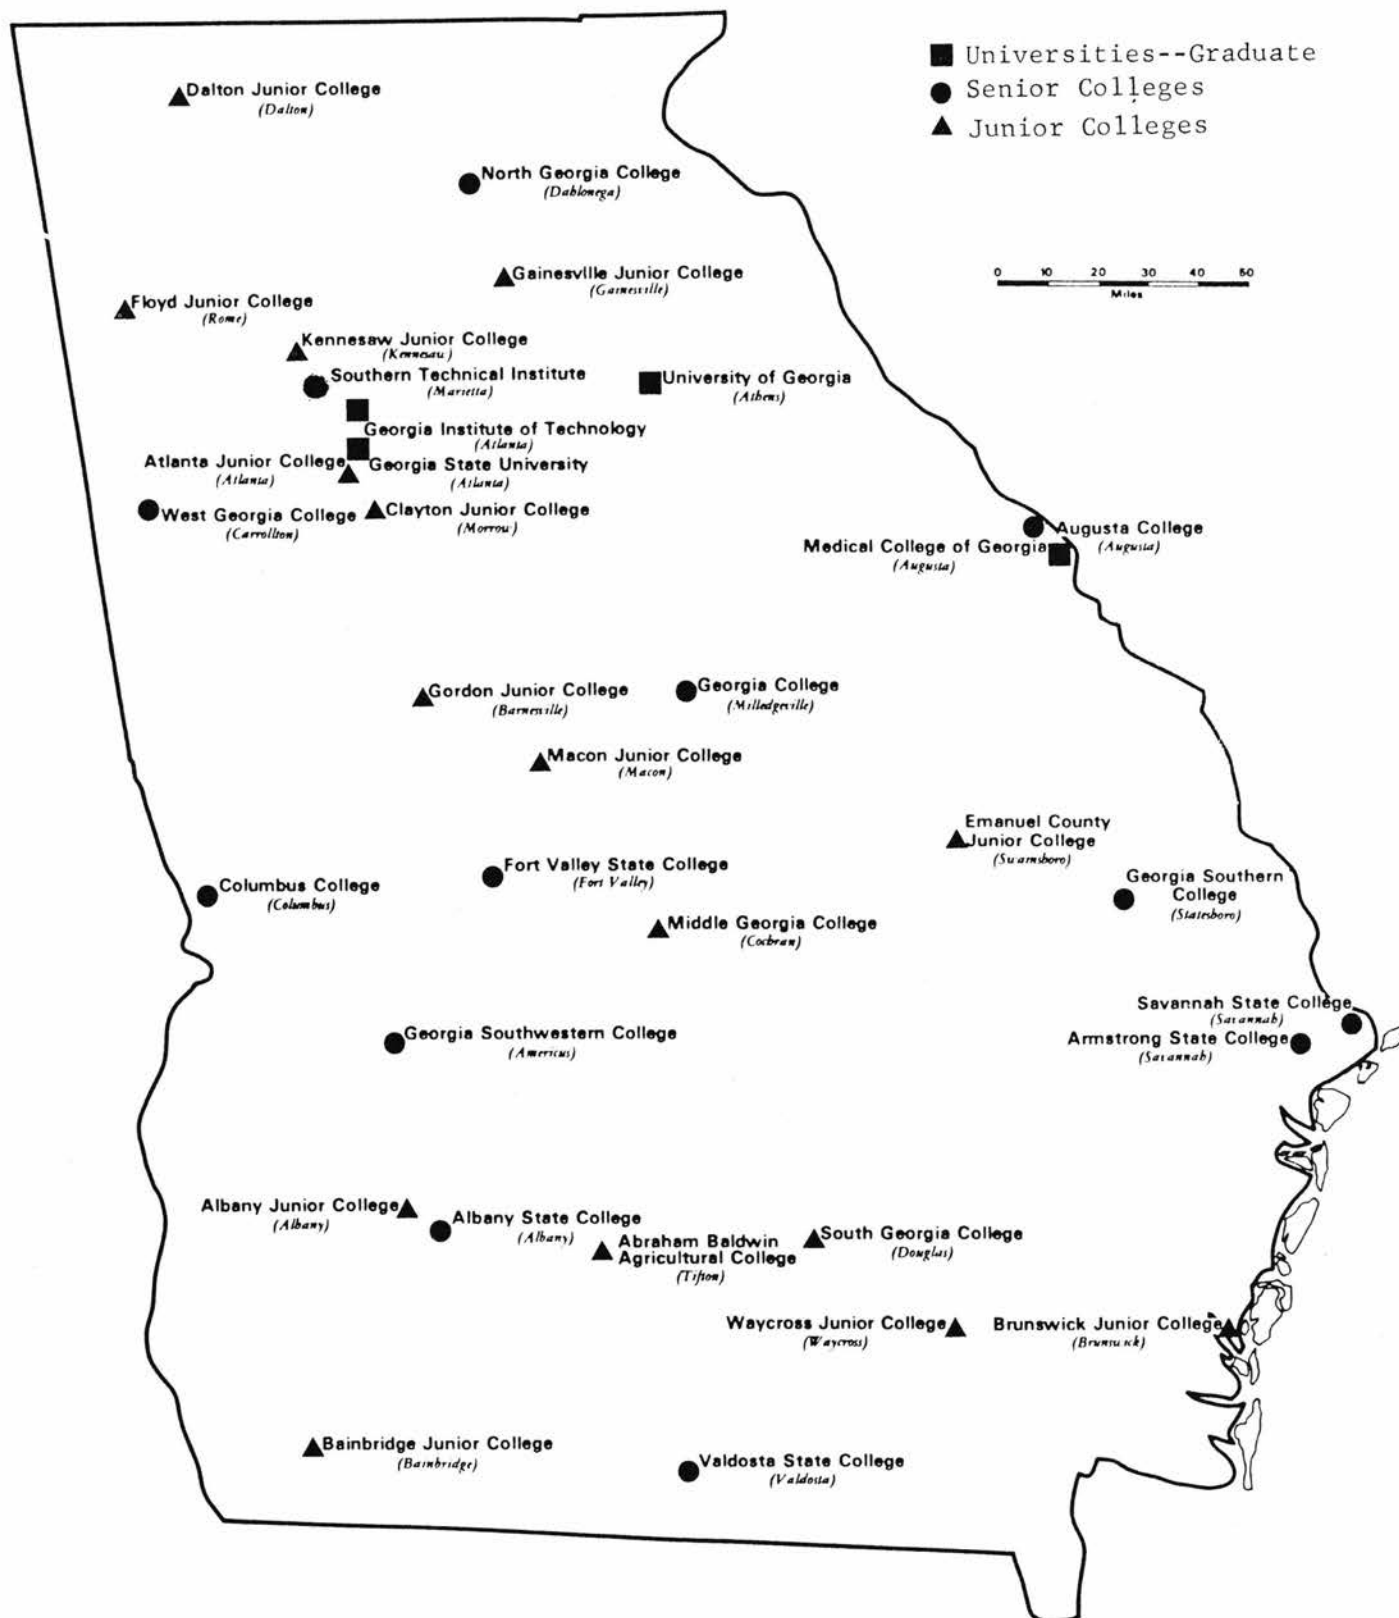 Universities--Graduate
Senior Colleges
Junior Colleges
0 10 20 30 40 50
Miles
Dalton Junior College
(Dalton)
North Georgia College
(Dahlonega)
Gainesville Junior College
(Gainesville)
Floyd Junior College
(Rome)
Kennesaw Junior College
(Kennesaw)
Southern Technical Institute
(Marietta)
University of Georgia
(Athens)
Georgia Institute of Technology
(Atlanta)
Atlanta Junior College
(Atlanta)
Georgia State University
(Atlanta)
West Georgia College
(Carrollton)
Clayton Junior College
(Morrow)
Augusta College
(Augusta)
Medical College of Georgia
(Augusta)
Gordon Junior College
(Barnesville)
Georgia College
(Milledgeville)
Macon Junior College
(Macon)
Emanuel County
Junior College
(Swainsboro)
Fort Valley State College
(Fort Valley)
Columbus College
(Columbus)
Georgia Southern
College
(Statesboro)
Middle Georgia College
(Cochran)
Savannah State College
(Savannah)
Georgia Southwestern College
(Americus)
Armstrong State College
(Savannah)
Albany Junior College
(Albany)
Albany State College
(Albany)
Abraham Baldwin
Agricultural College
(Tifton)
South Georgia College
(Douglas)
Waycross Junior College
(Waycross)
Brunswick Junior College
(Brunswick)
Bainbridge Junior College
(Bainbridge)
Valdosta State College
(Valdosta)